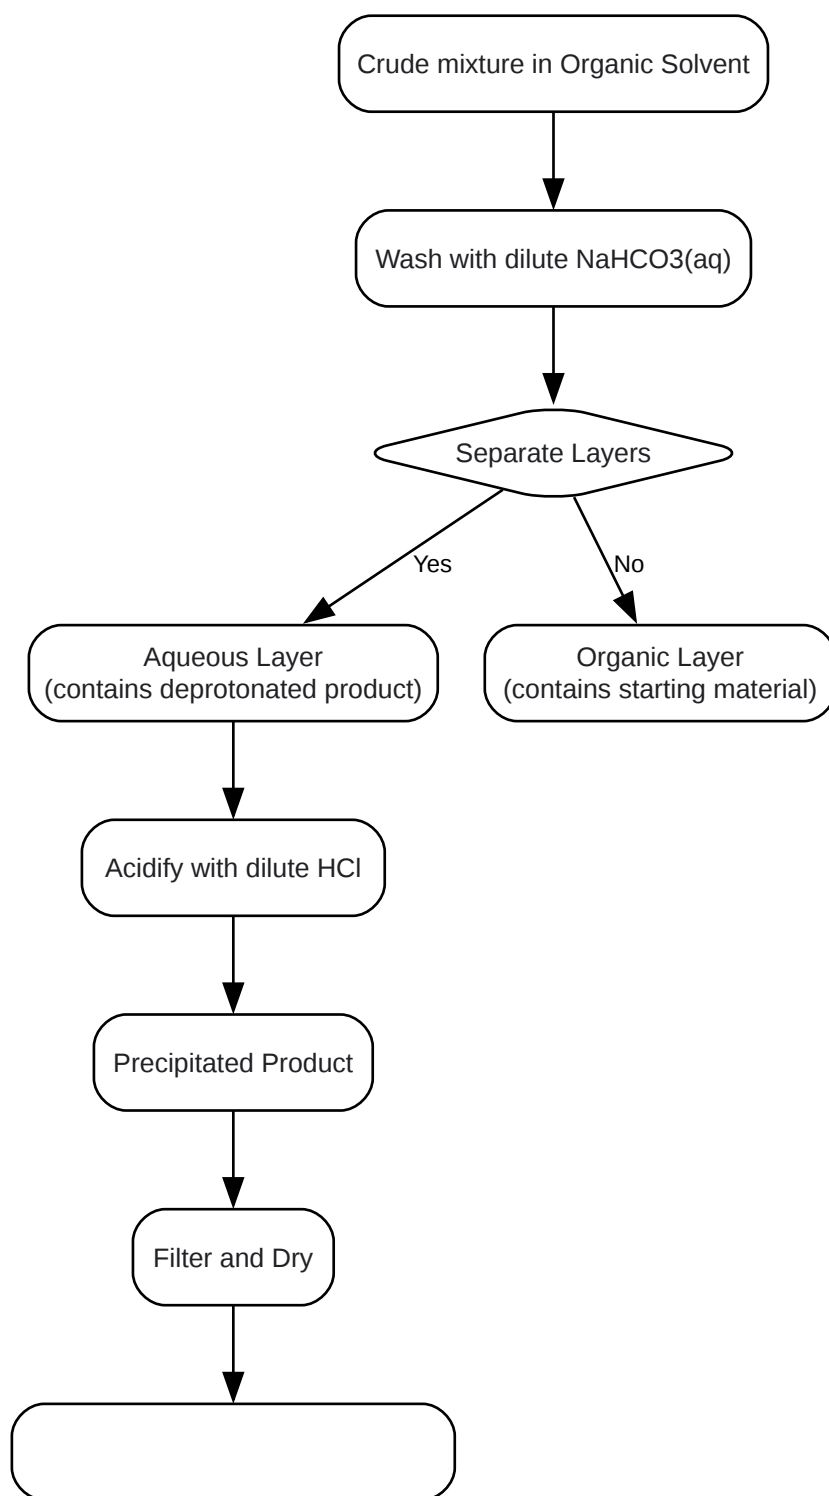 Crude mixture in Organic Solvent
Wash with dilute NaHCO3(aq)
Separate Layers
Yes
No
Aqueous Layer
(contains deprotonated product)
Organic Layer
(contains starting material)
Acidify with dilute HCl
Precipitated Product
Filter and Dry